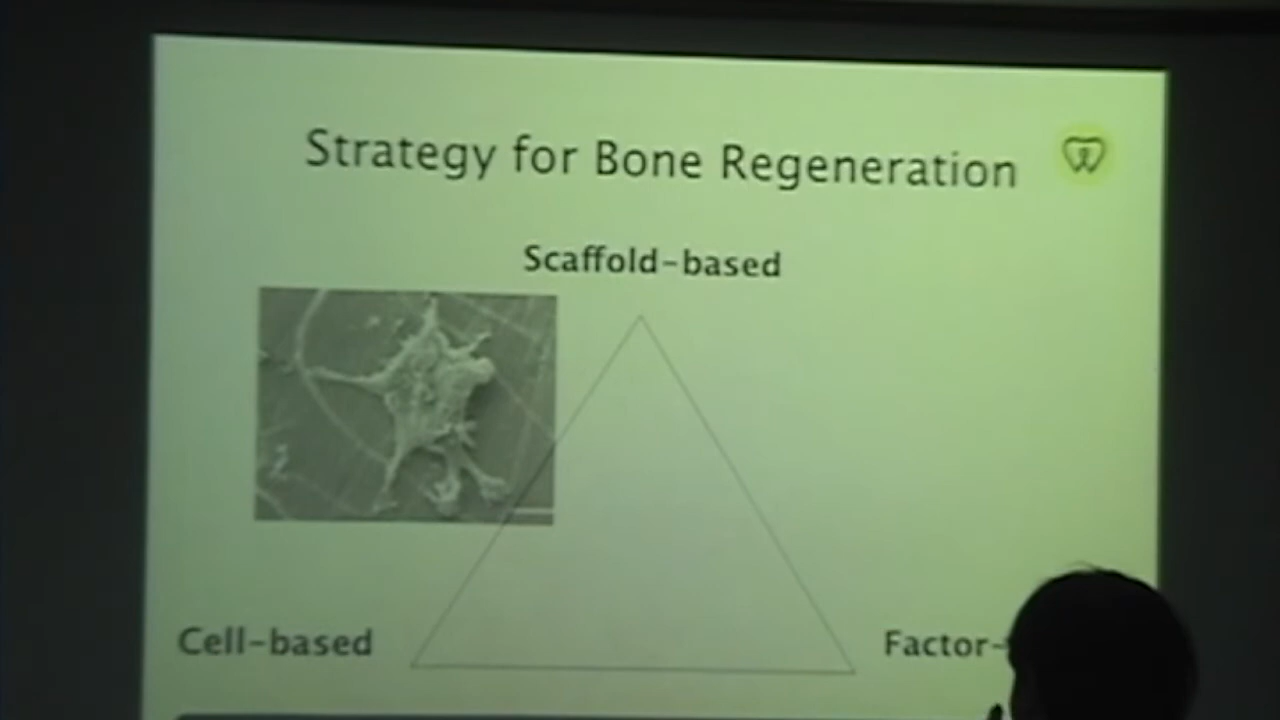 Strategy for Bone Regeneration
Scaffold-based
Cell-based
Factor-